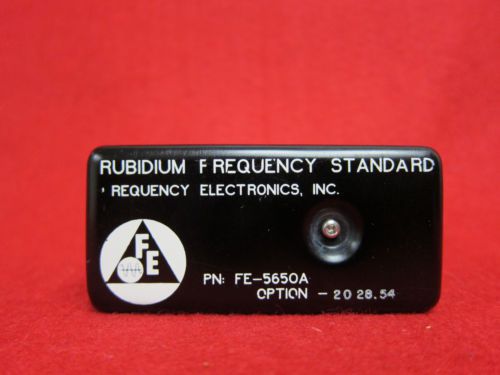 RUBIDIUM FREQUENCY STANDARD
REQUENCY ELECTRONICS, INC.
FE
PN: FE-5650A
OPTION - 20 28.54